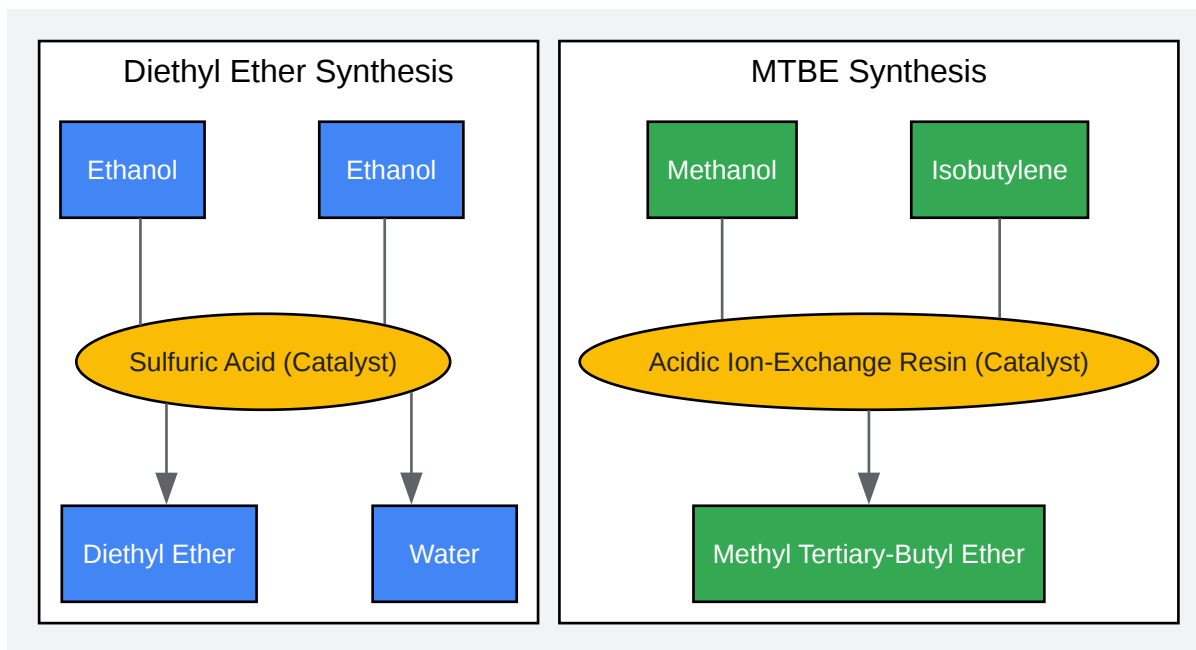 Diethyl Ether Synthesis
Ethanol
Ethanol
Sulfuric Acid (Catalyst)
Diethyl Ether
Water
MTBE Synthesis
Methanol
Isobutylene
Acidic Ion-Exchange Resin (Catalyst)
Methyl Tertiary-Butyl Ether